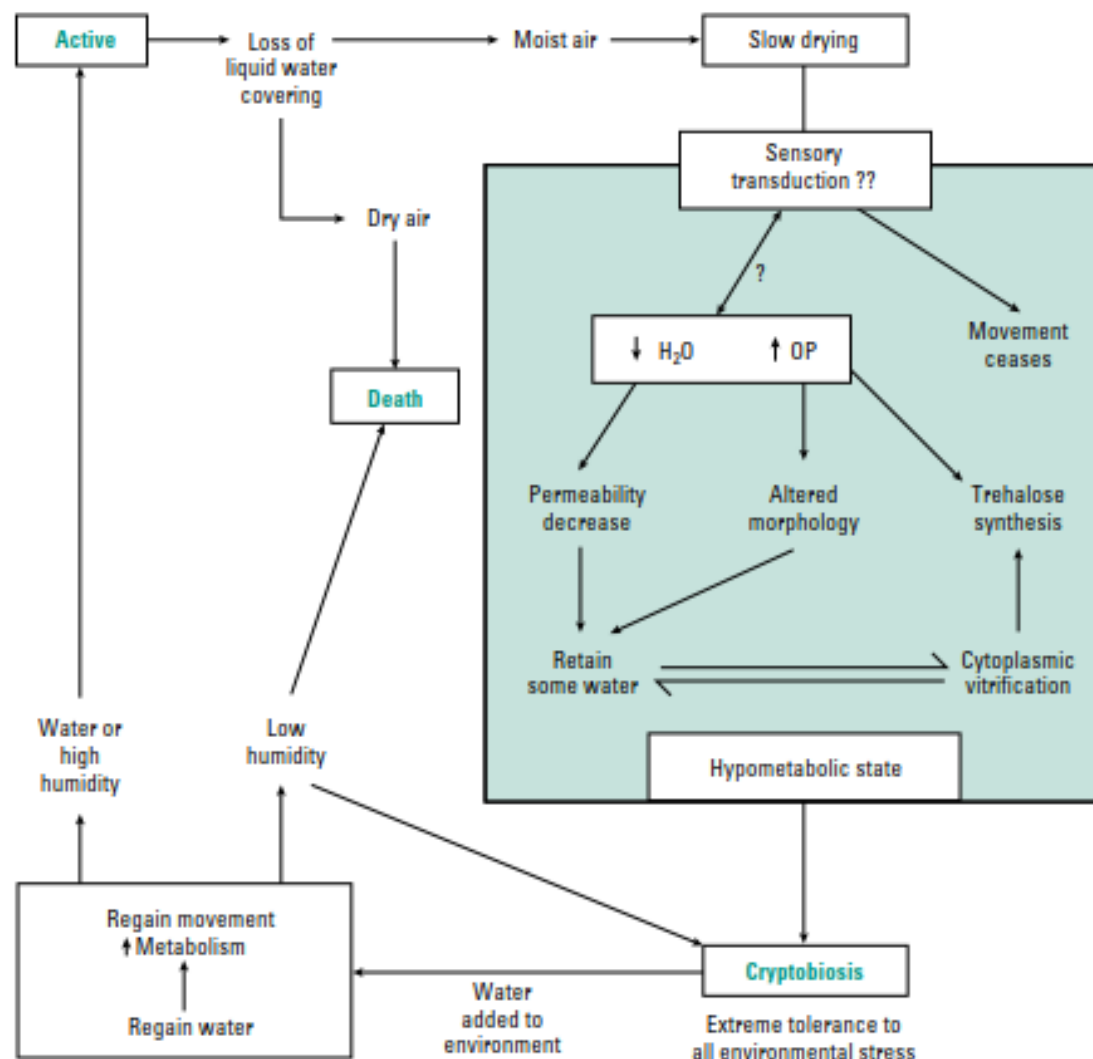 Active
Loss of
liquid water
covering
Moist air
Slow drying
Sensory
transduction ??
Dry air
?
Movement
ceases
↓ H₂O ↑ OP
Death
Permeability
decrease
Altered
morphology
Trehalose
synthesis
Retain
some water
Cytoplasmic
vitrification
Water or
high
humidity
Low
humidity
Hypometabolic state
Regain movement
↑ Metabolism
Regain water
Water
added to
environment
Cryptobiosis
Extreme tolerance to
all environmental stress